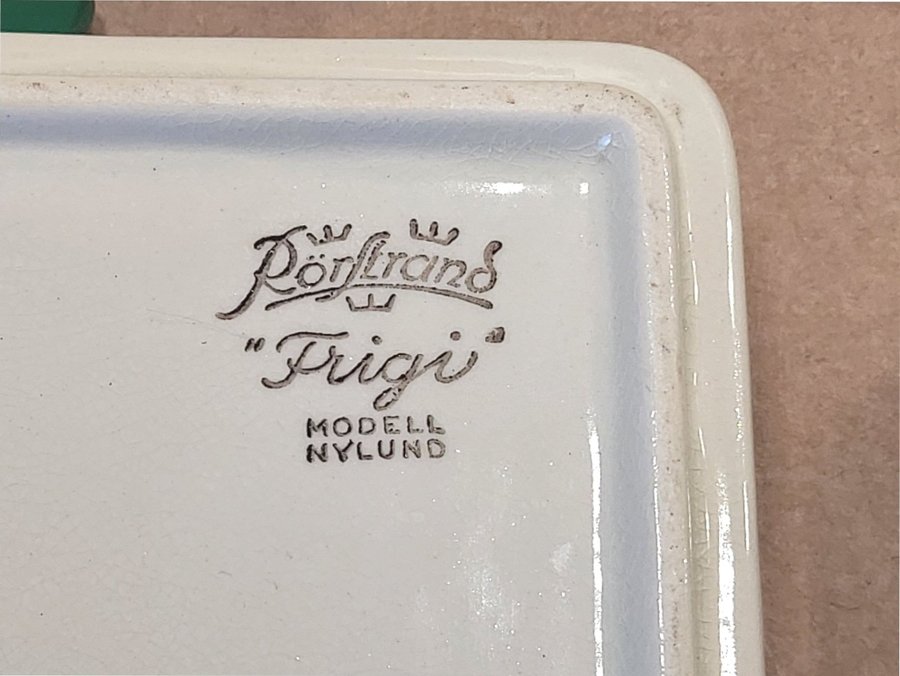 Rörstrand
"Frigi"
MODELL
NYLUND